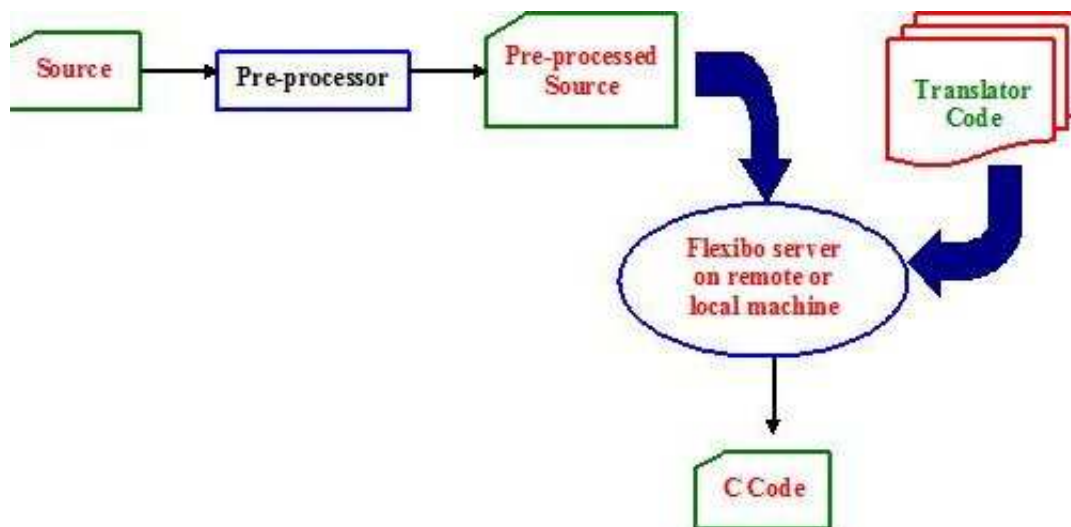 Source
Pre-processor
Pre-processed
Source
Translator
Code
Flexibo server
on remote or
local machine
C Code